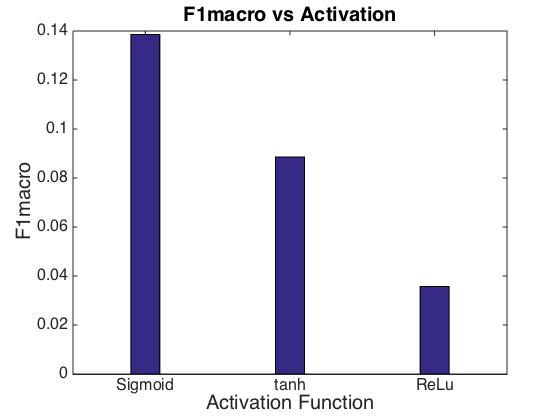 F1macro vs Activation
0.14
0.12
0.1
0.08
0.06
0.04
0.02
0
F1macro
Sigmoid tanh ReLu
Activation Function